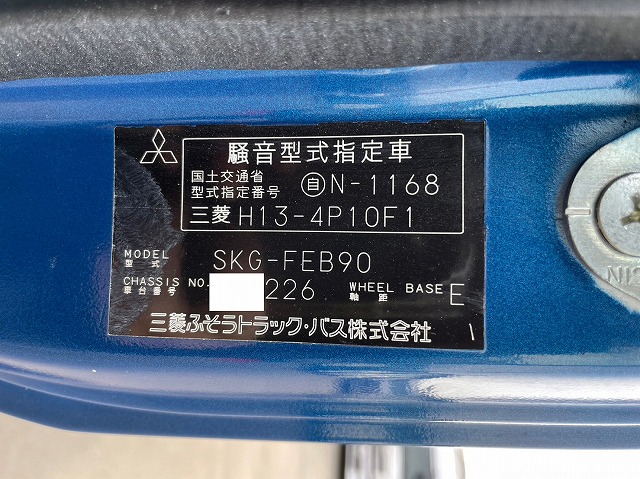 騒音型式指定車
国土交通省
型式指定番号 自N-1168
三菱 H13-4P10F1
MODEL
型式 SKG-FEB90
CHASSIS NO.
車台番号 226
WHEEL BASE
軸距 E
三菱ふそうトラック・バス株式会社